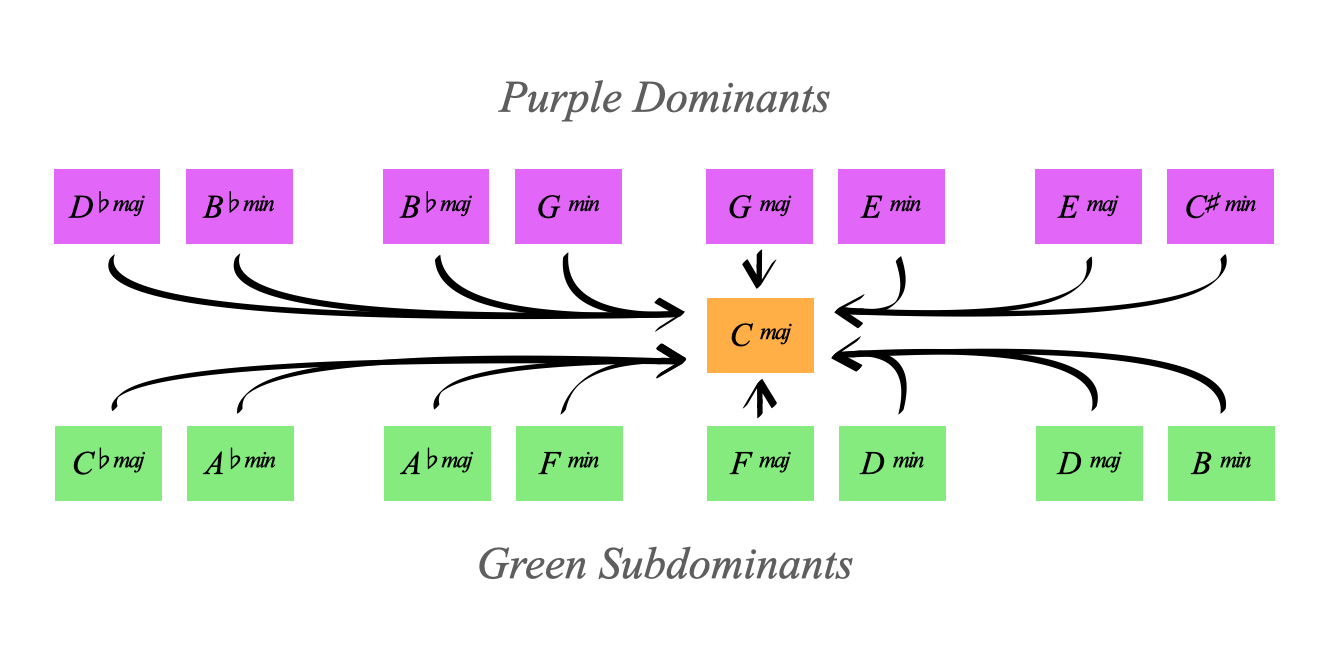 Purple Dominants
D♭ maj B♭ min B♭ maj G min G maj E min E maj C♯ min
C maj
C♭ maj A♭ min A♭ maj F min F maj D min D maj B min
Green Subdominants